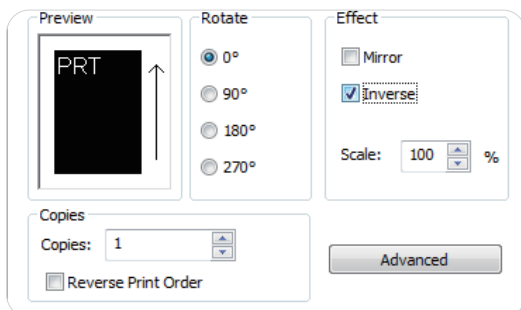 Preview
PRT
Rotate
0°
90°
180°
270°
Effect
Mirror
Inverse
Scale: 100 %
Copies
Copies: 1
Reverse Print Order
Advanced